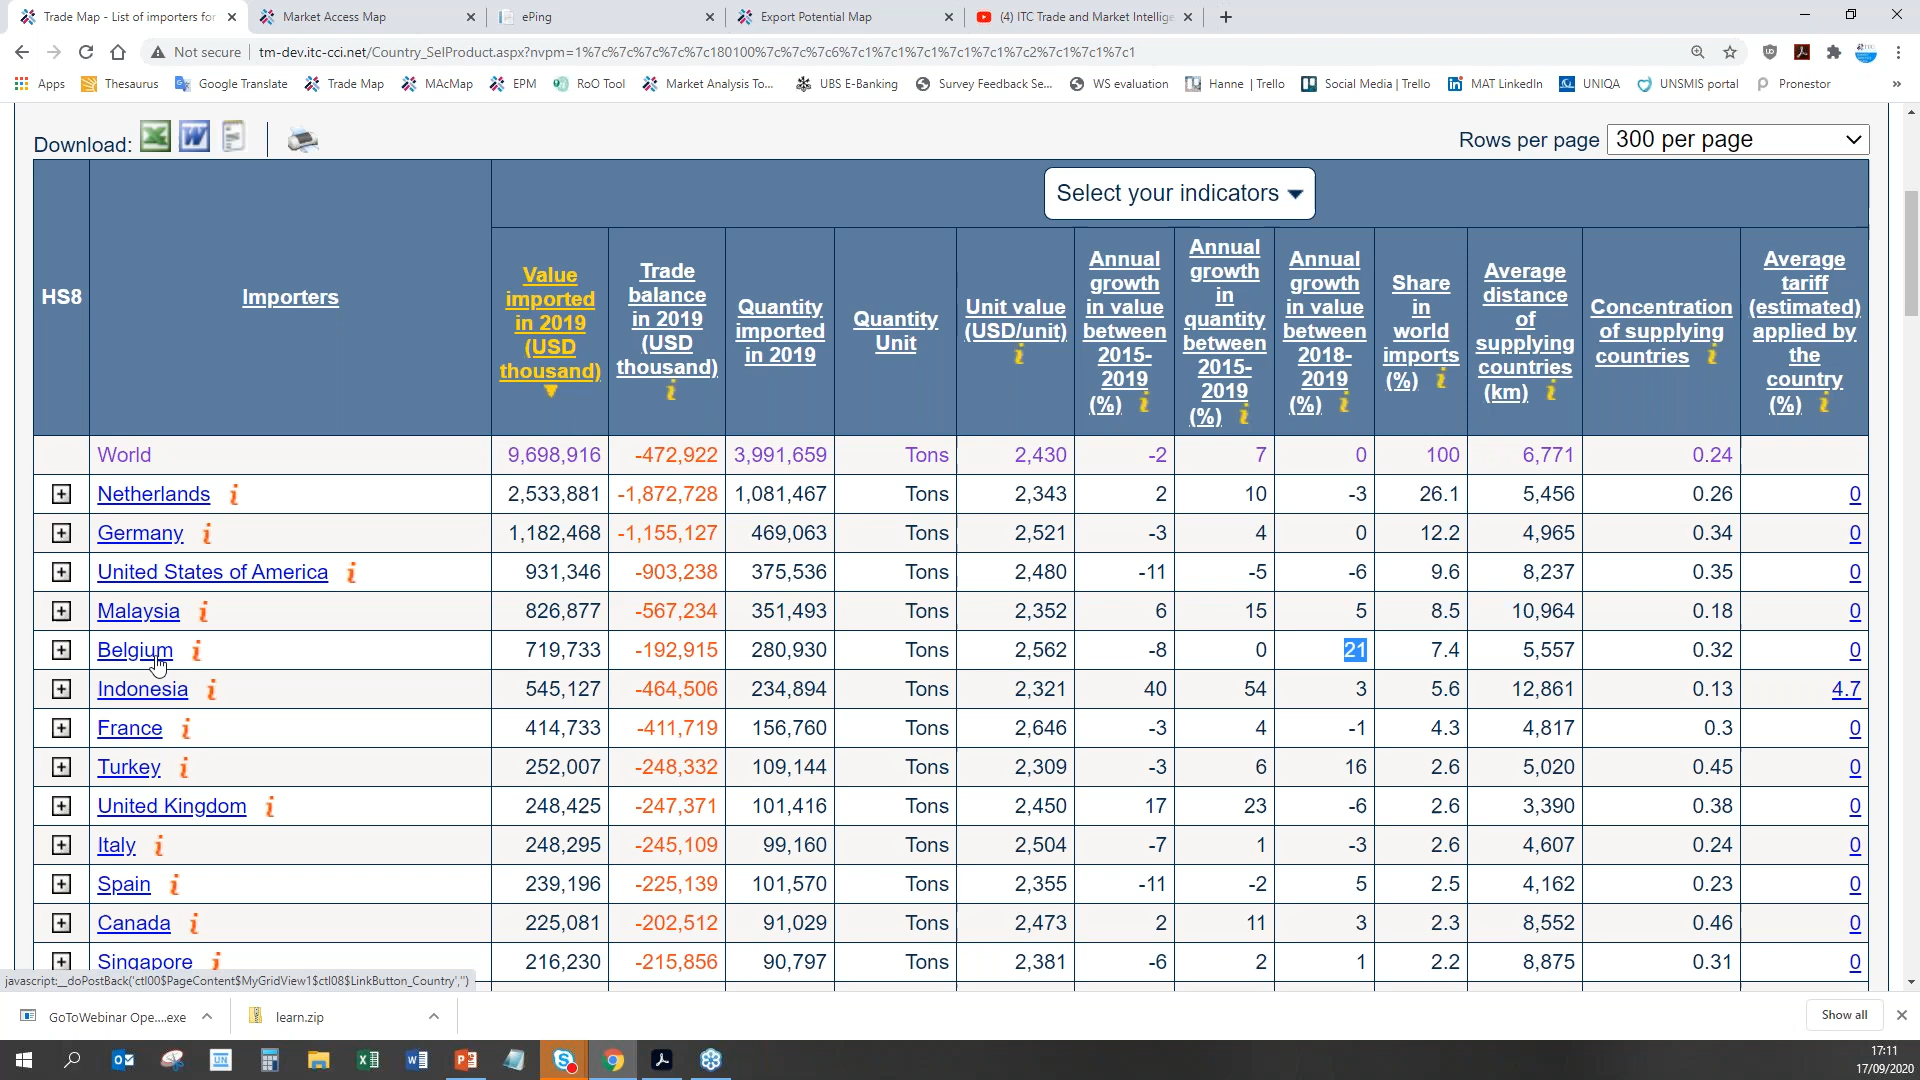 Trade Map - List of importers for
Market Access Map
ePing
Export Potential Map
(4) ITC Trade and Market Intellige
Not secure
tm-dev.itc-cci.net/Country_SelProduct.aspx?nvpm=1%7c%7c%7c%7c%7c180100%7c%7c%7c6%7c1%7c1%7c1%7c1%7c1%7c2%7c1%7c1%7c1
Apps
Thesaurus
Google Translate
Trade Map
MAcMap
EPM
RoO Tool
Market Analysis To...
UBS E-Banking
Survey Feedback Se...
WS evaluation
Hanne | Trello
Social Media | Trello
MAT LinkedIn
UNIQA
UNSMIS portal
Pronestor
»
Download:
Rows per page
300 per page
Select your indicators
HS8
Importers
Value imported in 2019 (USD thousand)
Trade balance in 2019 (USD thousand)
Quantity imported in 2019
Quantity Unit
Unit value (USD/unit)
Annual growth in value between 2015-2019 (%)
Annual growth in quantity between 2015-2019 (%)
Annual growth in value between 2018-2019 (%)
Share in world imports (%)
Average distance of supplying countries (km)
Concentration of supplying countries
Average tariff (estimated) applied by the country (%)
World 9,698,916 -472,922 3,991,659 Tons 2,430 -2 7 0 100 6,771 0.24
Netherlands i 2,533,881 -1,872,728 1,081,467 Tons 2,343 2 10 -3 26.1 5,456 0.26 0
Germany i 1,182,468 -1,155,127 469,063 Tons 2,521 -3 4 0 12.2 4,965 0.34 0
United States of America i 931,346 -903,238 375,536 Tons 2,480 -11 -5 -6 9.6 8,237 0.35 0
Malaysia i 826,877 -567,234 351,493 Tons 2,352 6 15 5 8.5 10,964 0.18 0
Belgium i 719,733 -192,915 280,930 Tons 2,562 -8 0 21 7.4 5,557 0.32 0
Indonesia i 545,127 -464,506 234,894 Tons 2,321 40 54 3 5.6 12,861 0.13 4.7
France i 414,733 -411,719 156,760 Tons 2,646 -3 4 -1 4.3 4,817 0.3 0
Turkey i 252,007 -248,332 109,144 Tons 2,309 -3 6 16 2.6 5,020 0.45 0
United Kingdom i 248,425 -247,371 101,416 Tons 2,450 17 23 -6 2.6 3,390 0.38 0
Italy i 248,295 -245,109 99,160 Tons 2,504 -7 1 -3 2.6 4,607 0.24 0
Spain i 239,196 -225,139 101,570 Tons 2,355 -11 -2 5 2.5 4,162 0.23 0
Canada i 225,081 -202,512 91,029 Tons 2,473 2 11 3 2.3 8,552 0.46 0
Singapore i 216,230 -215,856 90,797 Tons 2,381 -6 2 1 2.2 8,875 0.31 0
javascript:__doPostBack('ctl00$PageContent$MyGridView1$ctl08$LinkButton_Country','')
GoToWebinar Ope....exe
learn.zip
Show all
17:11
17/09/2020